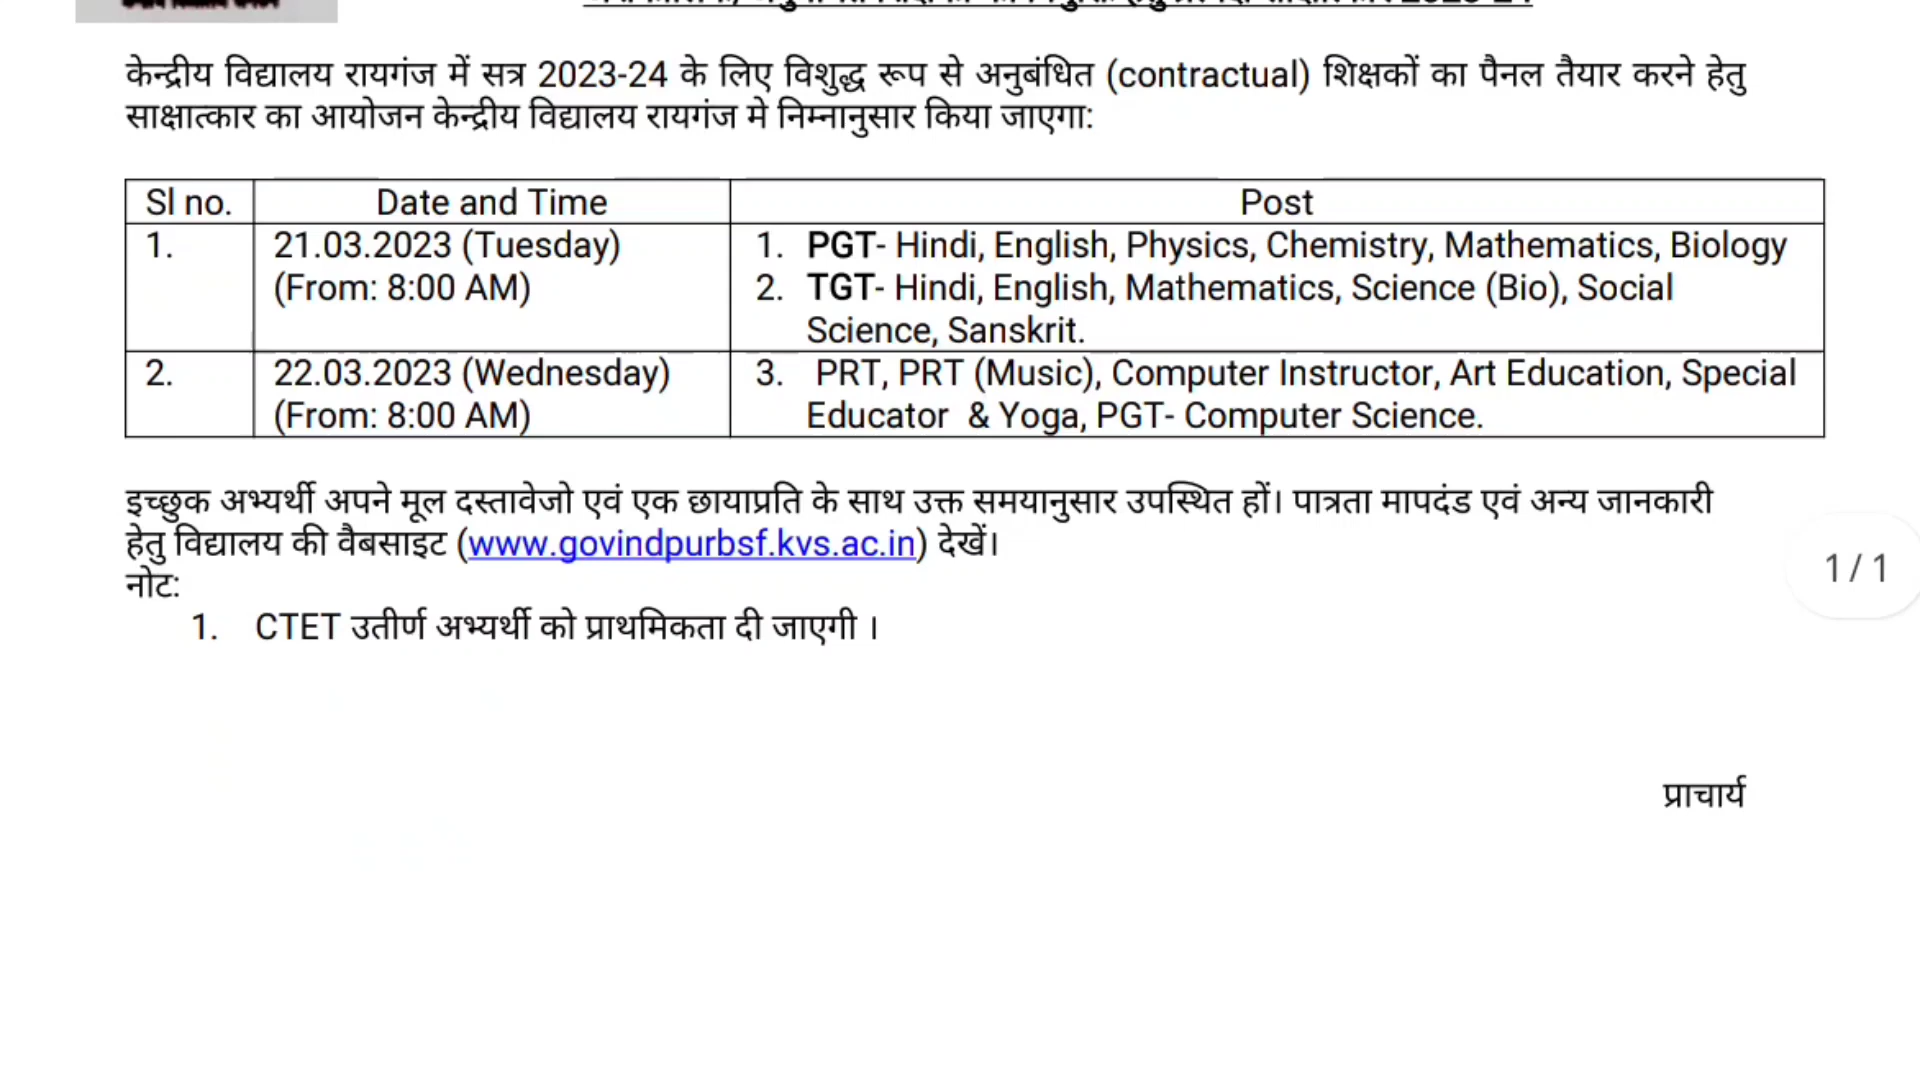 2023-24
केन्द्रीय विद्यालय रायगंज में सत्र 2023-24 के लिए विशुद्ध रूप से अनुबंधित (contractual) शिक्षकों का पैनल तैयार करने हेतु
साक्षात्कार का आयोजन केन्द्रीय विद्यालय रायगंज मे निम्नानुसार किया जाएगा:
Sl no. Date and Time Post
1. 21.03.2023 (Tuesday) 1. PGT- Hindi, English, Physics, Chemistry, Mathematics, Biology
(From: 8:00 AM) 2. TGT- Hindi, English, Mathematics, Science (Bio), Social
Science, Sanskrit.
2. 22.03.2023 (Wednesday) 3. PRT, PRT (Music), Computer Instructor, Art Education, Special
(From: 8:00 AM) Educator & Yoga, PGT- Computer Science.
इच्छुक अभ्यर्थी अपने मूल दस्तावेजो एवं एक छायाप्रति के साथ उक्त समयानुसार उपस्थित हों। पात्रता मापदंड एवं अन्य जानकारी
हेतु विद्यालय की वैबसाइट (www.govindpurbsf.kvs.ac.in) देखें।
1 / 1
नोट:
1. CTET उतीर्ण अभ्यर्थी को प्राथमिकता दी जाएगी ।
प्राचार्य